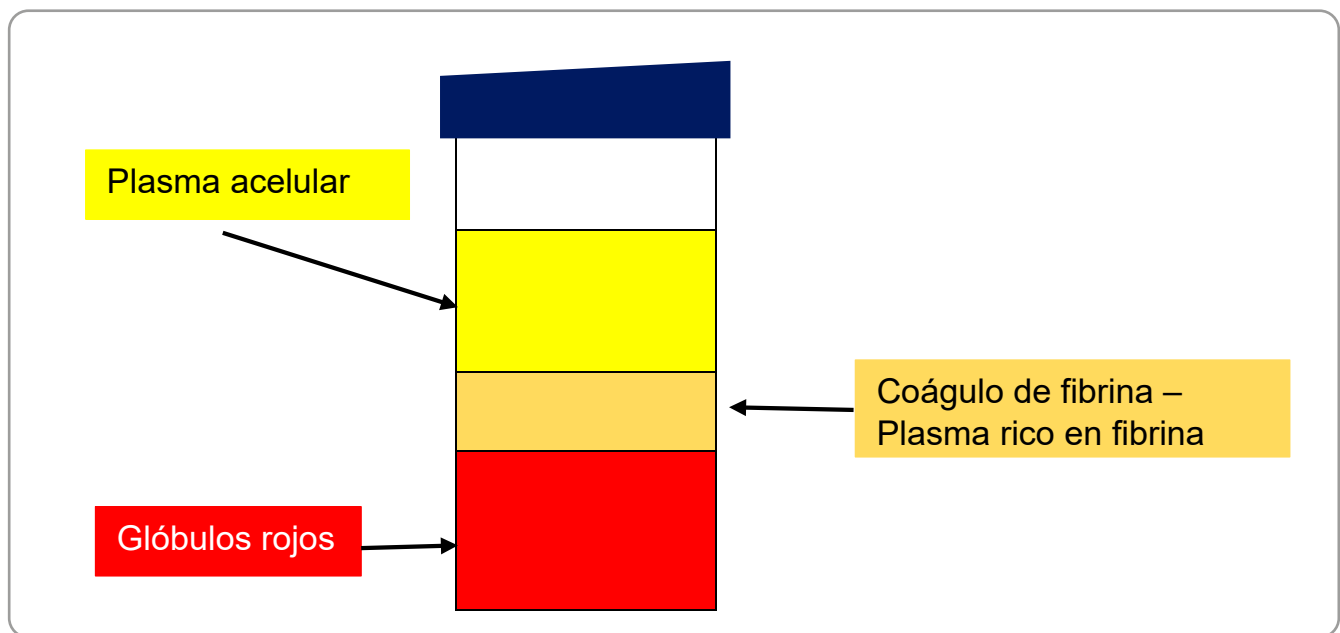 Plasma acelular
Coágulo de fibrina –
Plasma rico en fibrina
Glóbulos rojos